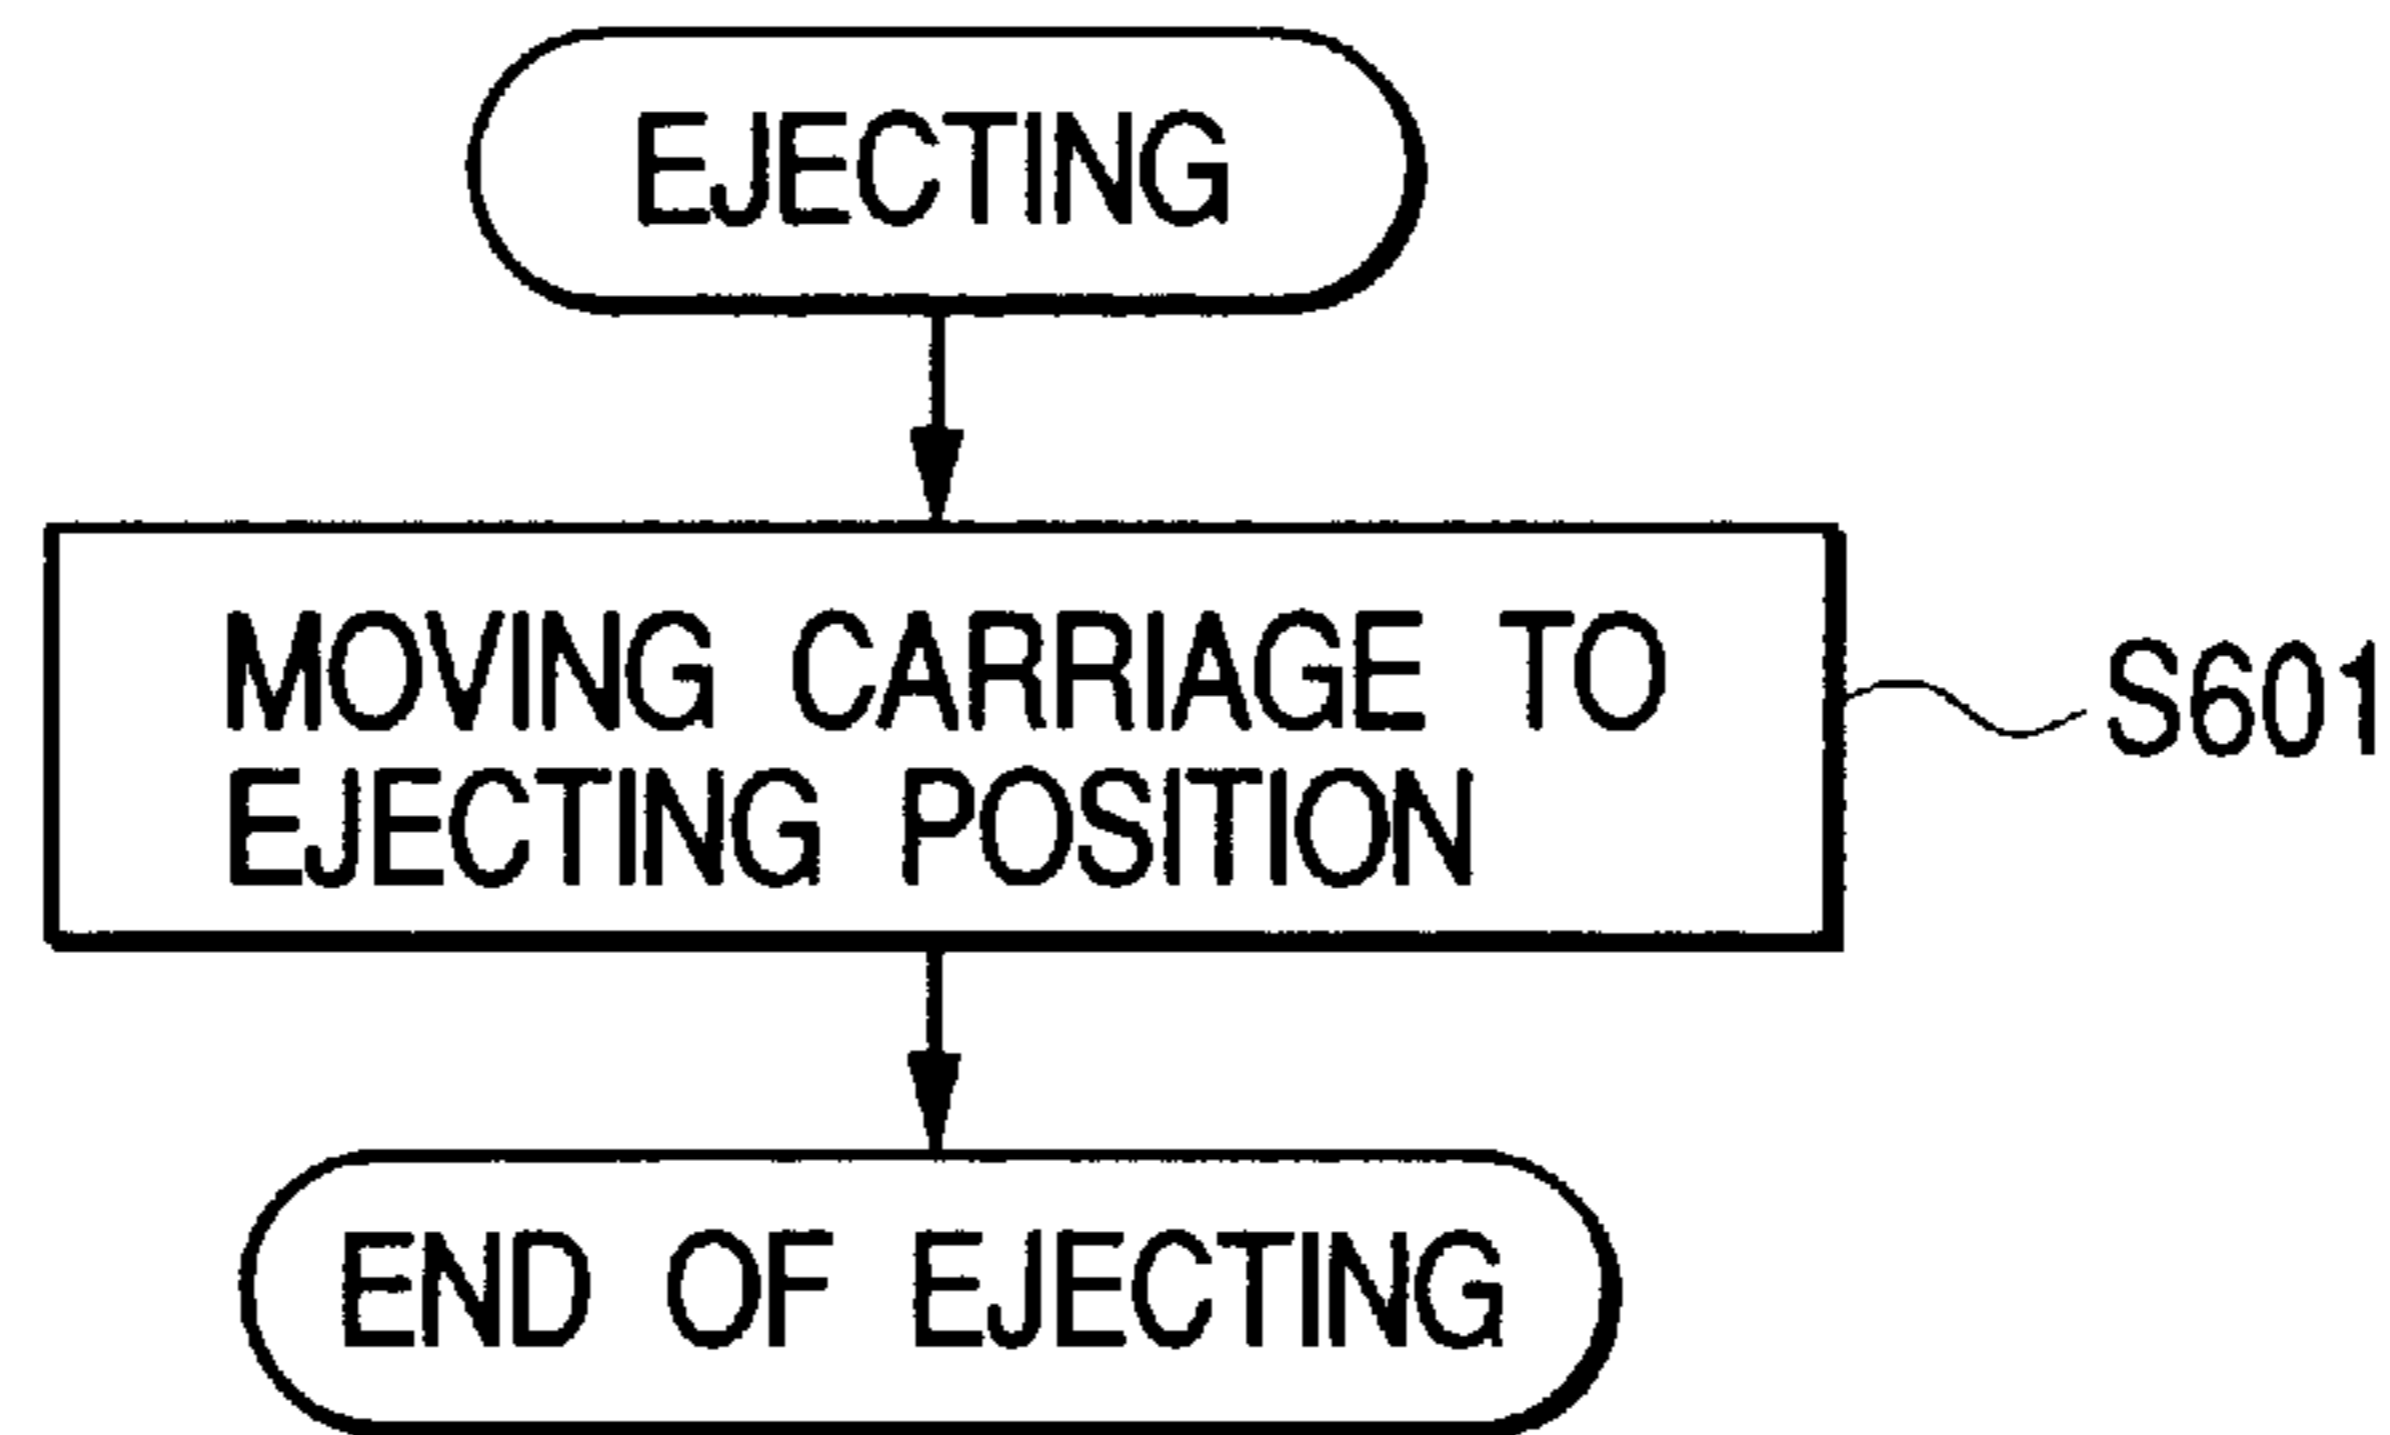 EJECTING
MOVING CARRIAGE TO
EJECTING POSITION
S601
END OF EJECTING